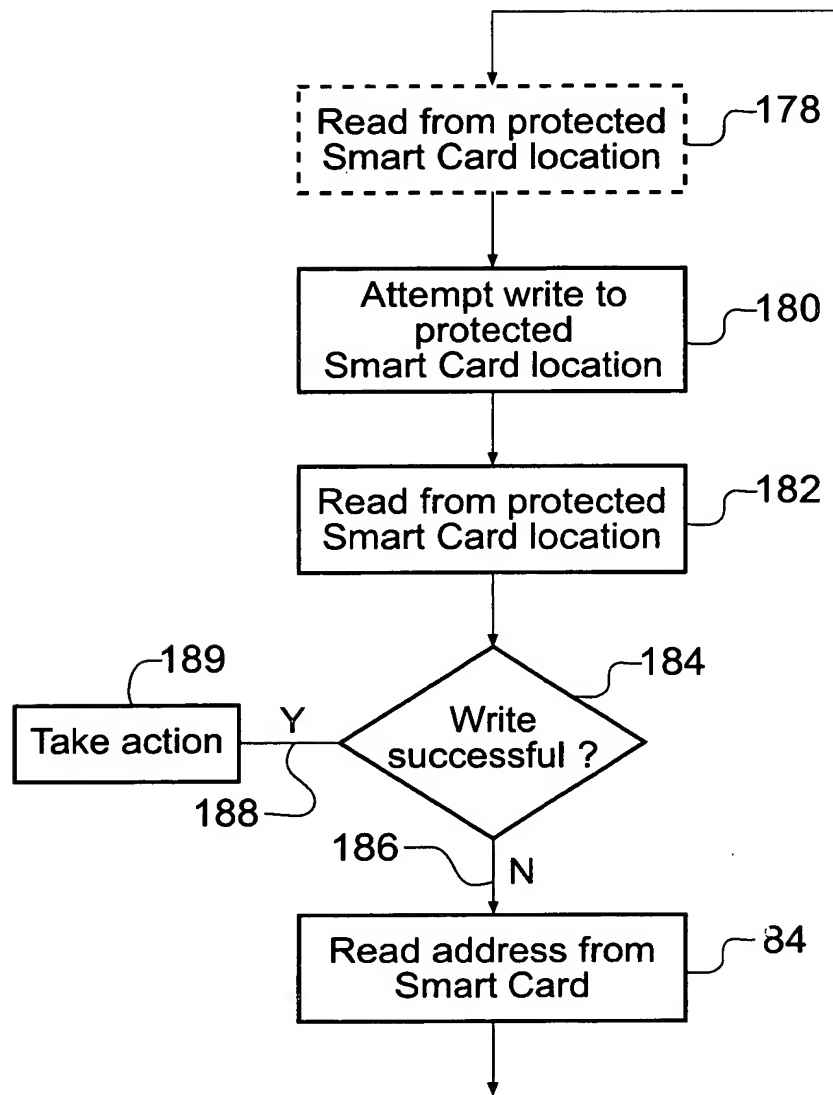 Read from protected
Smart Card location
178
Attempt write to
protected
Smart Card location
180
Read from protected
Smart Card location
182
189
184
Take action
Y
Write
successful ?
188
186
N
Read address from
Smart Card
84